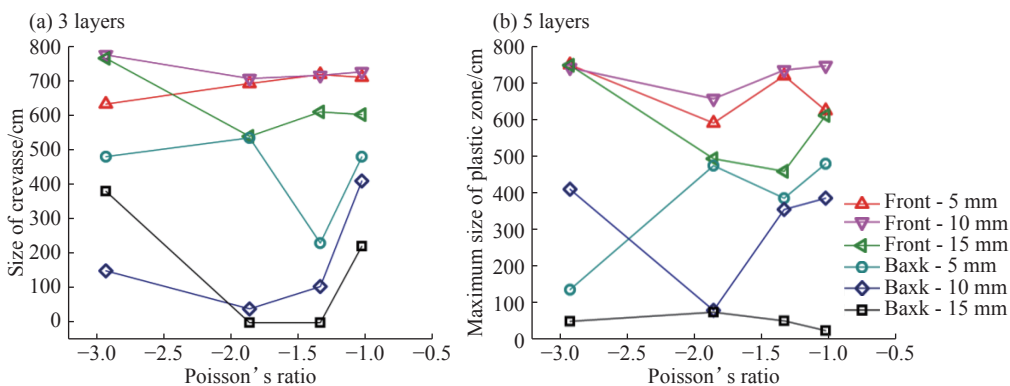 (a) 3 layers
800
700
600
500
400
300
200
100
0
Size of crevasse/cm
−3.0 −2.5 −2.0 −1.5 −1.0 −0.5
Poisson’s ratio
(b) 5 layers
800
700
600
500
400
300
200
100
0
Maximum size of plastic zone/cm
−3.0 −2.5 −2.0 −1.5 −1.0 −0.5
Poisson’s ratio
Front - 5 mm
Front - 10 mm
Front - 15 mm
Baxk - 5 mm
Baxk - 10 mm
Baxk - 15 mm